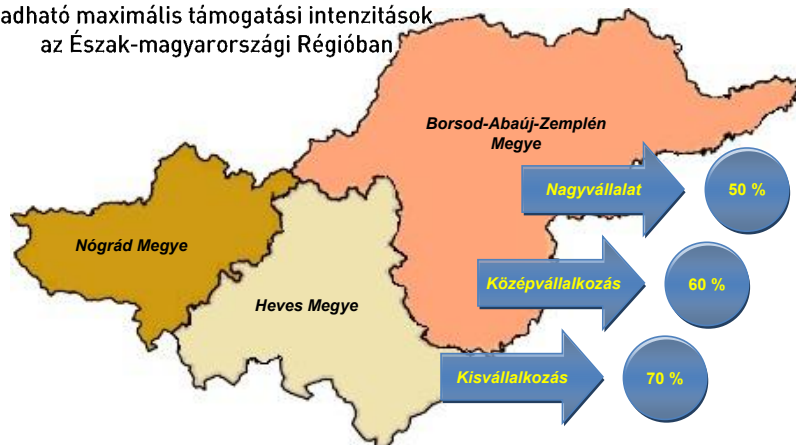 adható maximális támogatási intenzitások
az Észak-magyarországi Régióban
Borsod-Abaúj-Zemplén
Megye
Nagyvállalat
50 %
Nógrád Megye
Középvállalkozás
60 %
Heves Megye
Kisvállalkozás
70 %